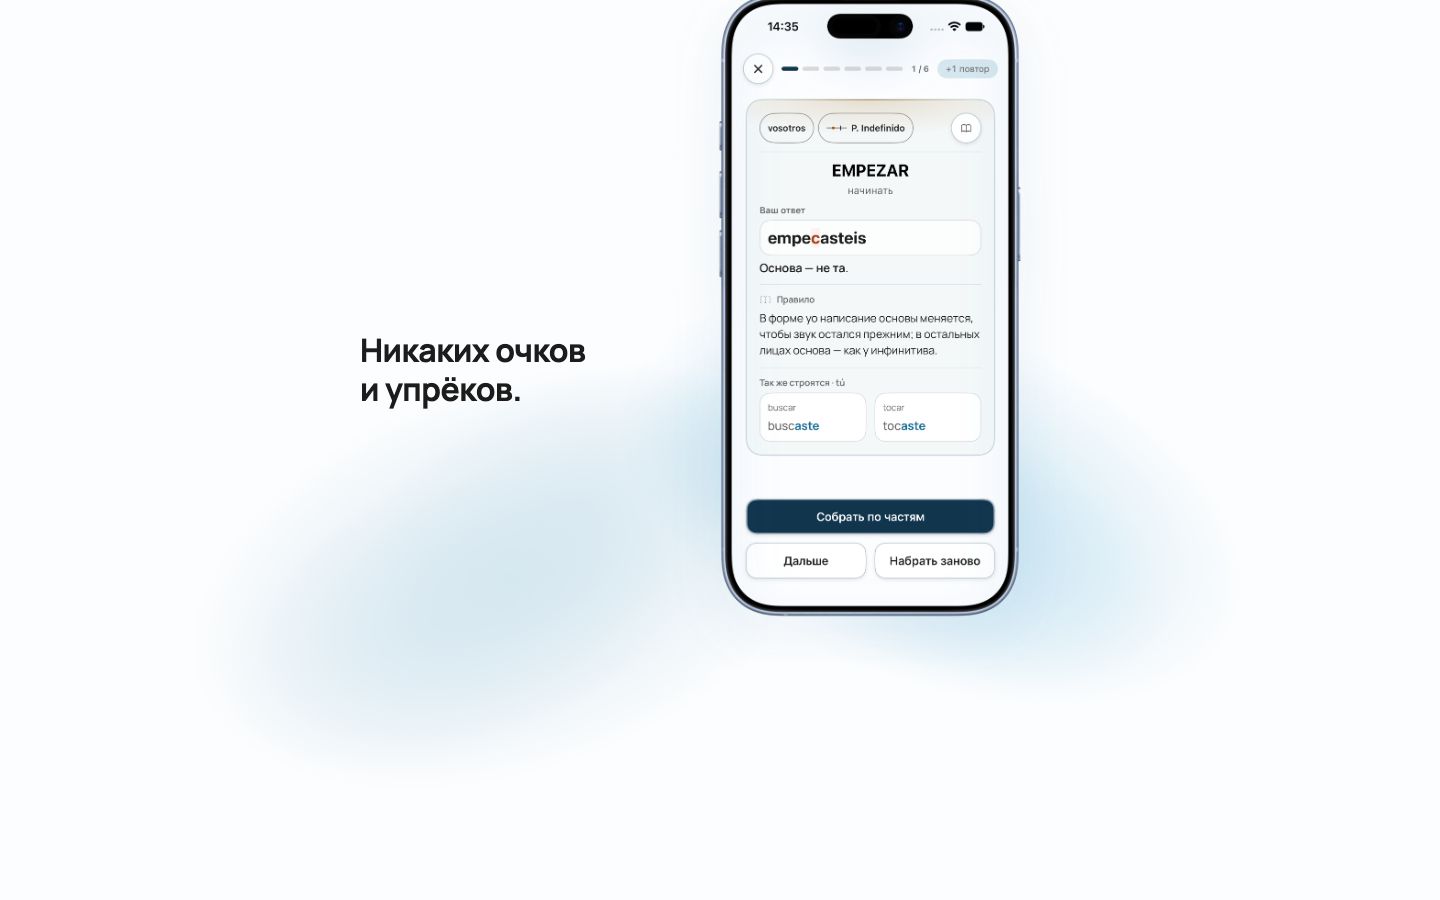 14:35
1 / 6
+1 повтор
vosotros
P. Indefinido
EMPEZAR
начинать
Ваш ответ
empecasteis
Основа — не та.
Правило
В форме yo написание основы меняется,
чтобы звук остался прежним; в остальных
лицах основа — как у инфинитива.
Никаких очков
и упрёков.
Так же строятся · tú
buscar
buscaste
tocar
tocaste
Собрать по частям
Дальше
Набрать заново